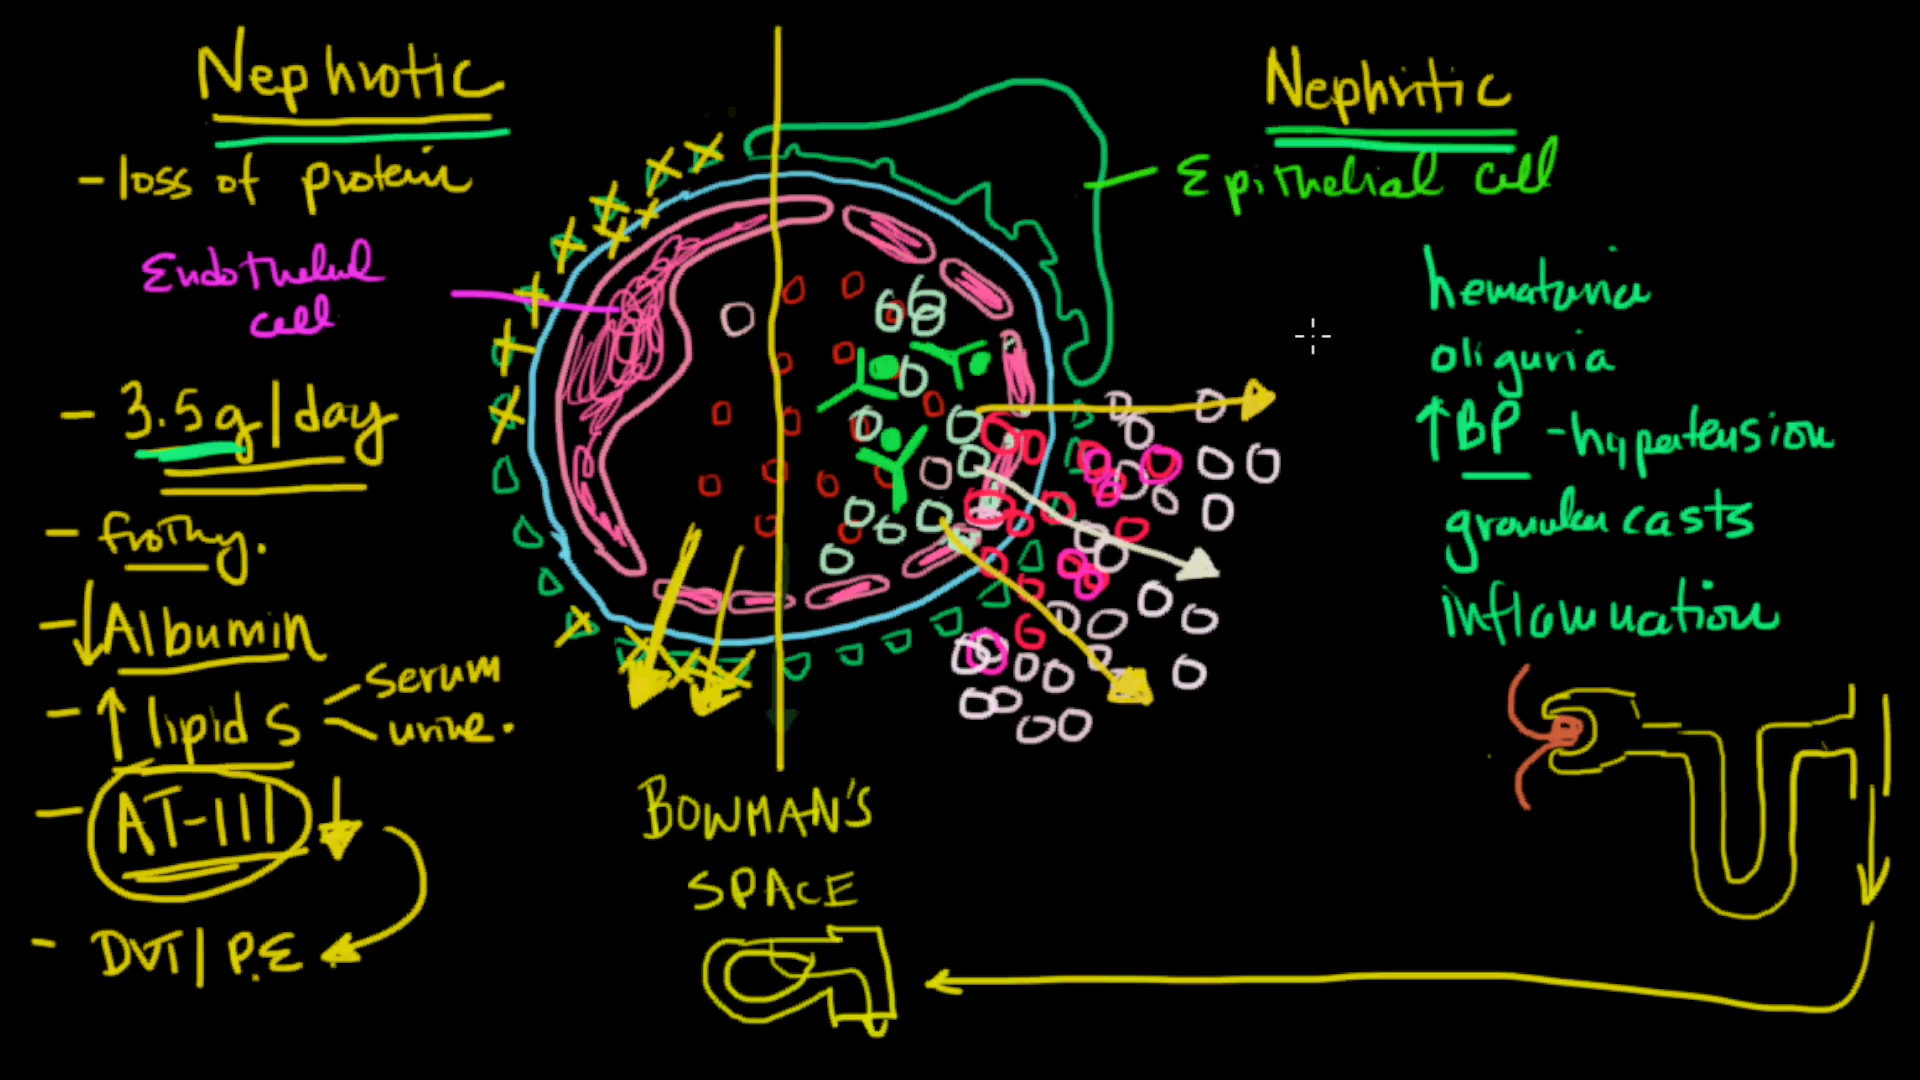 Nephrotic
- loss of protein
Endothelial
cell
- 3.5g/day
- frothy.
- ↓ Albumin
- ↑ lipids
serum
urine.
- AT-III ↓
- DVT/P.E
BOWMAN'S
SPACE
Nephritic
Epithelial cell
hematuria
oliguria
↑BP - hypertension
granular casts
inflammation